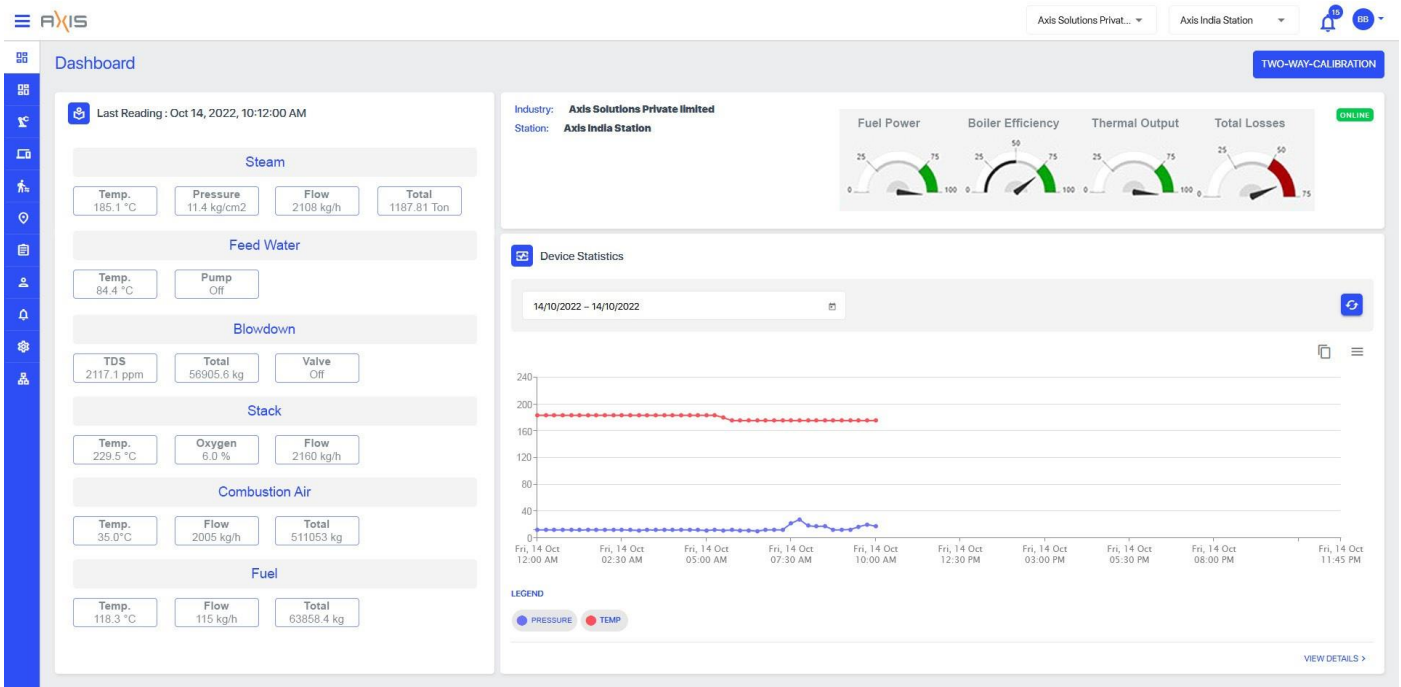 AXIS
Axis Solutions Privat...
Axis India Station
15
BB
Dashboard
TWO-WAY-CALIBRATION
Last Reading : Oct 14, 2022, 10:12:00 AM
Steam
Temp. Pressure Flow Total
185.1 °C 11.4 kg/cm2 2108 kg/h 1187.81 Ton
Feed Water
Temp. Pump
84.4 °C Off
Blowdown
TDS Total Valve
2117.1 ppm 56905.6 kg Off
Stack
Temp. Oxygen Flow
229.5 °C 6.0 % 2160 kg/h
Combustion Air
Temp. Flow Total
35.0°C 2005 kg/h 511053 kg
Fuel
Temp. Flow Total
118.3 °C 115 kg/h 63858.4 kg
Industry: Axis Solutions Private limited
Station: Axis India Station
Fuel Power Boiler Efficiency Thermal Output Total Losses
25 75 25 50 75 25 75 25 50
0 100 0 100 0 100 0 75
ONLINE
Device Statistics
14/10/2022 – 14/10/2022
240
200
160
120
80
40
0
Fri, 14 Oct Fri, 14 Oct Fri, 14 Oct Fri, 14 Oct Fri, 14 Oct Fri, 14 Oct Fri, 14 Oct Fri, 14 Oct Fri, 14 Oct Fri, 14 Oct
12:00 AM 02:30 AM 05:00 AM 07:30 AM 10:00 AM 12:30 PM 03:00 PM 05:30 PM 08:00 PM 11:45 PM
LEGEND
PRESSURE TEMP
VIEW DETAILS >